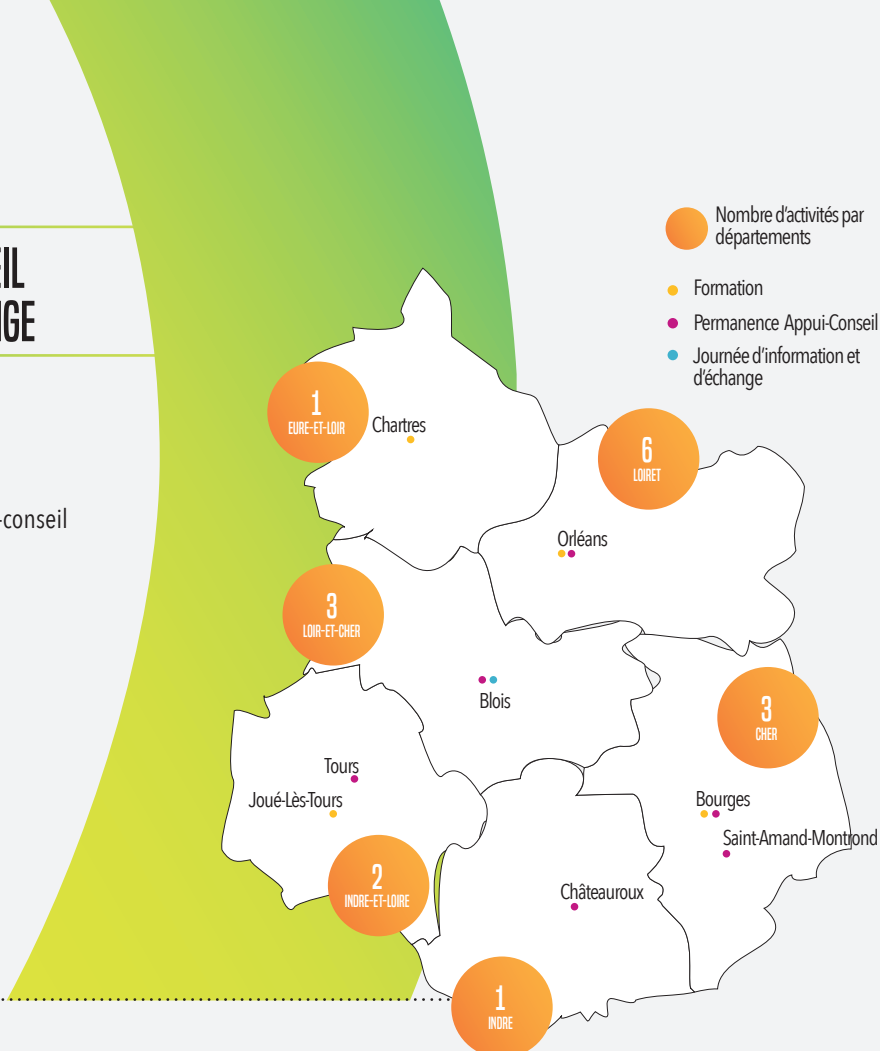 EIL
NGE
-conseil
Nombre d'activités par
départements
Formation
Permanence Appui-Conseil
Journée d'information et
d'échange
1
EURE-ET-LOIR
Chartres
6
LOIRET
Orléans
3
LOIR-ET-CHER
Blois
3
CHER
Tours
Joué-Lès-Tours
Bourges
Saint-Amand-Montrond
2
INDRE-ET-LOIRE
Châteauroux
1
INDRE